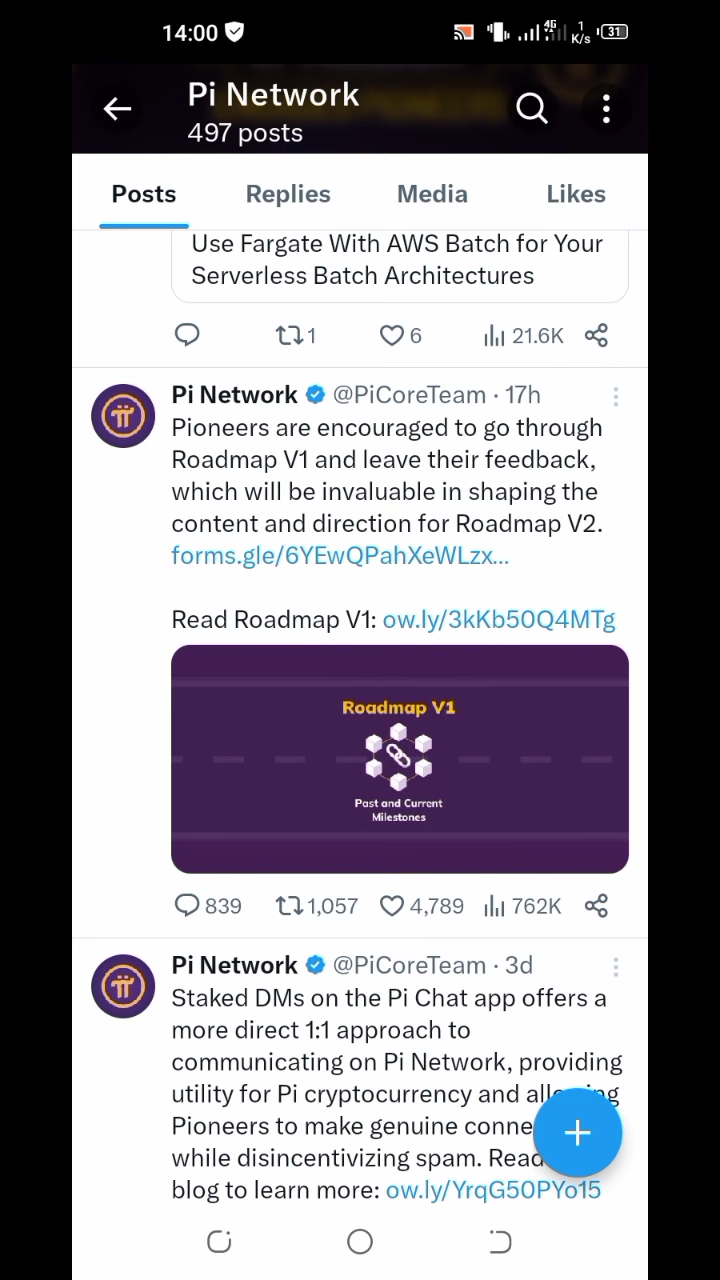 14:00
4G
1
K/s
31
Pi Network
497 posts
Posts Replies Media Likes
Use Fargate With AWS Batch for Your
Serverless Batch Architectures
1 6 21.6K
Pi Network @PiCoreTeam · 17h
Pioneers are encouraged to go through
Roadmap V1 and leave their feedback,
which will be invaluable in shaping the
content and direction for Roadmap V2.
forms.gle/6YEwQPahXeWLzx...
Read Roadmap V1: ow.ly/3kKb50Q4MTg
Roadmap V1
Past and Current
Milestones
839 1,057 4,789 762K
Pi Network @PiCoreTeam · 3d
Staked DMs on the Pi Chat app offers a
more direct 1:1 approach to
communicating on Pi Network, providing
utility for Pi cryptocurrency and
Pioneers to make genuine
while disincentivizing spam. Read
blog to learn more: ow.ly/YrqG50PYo15